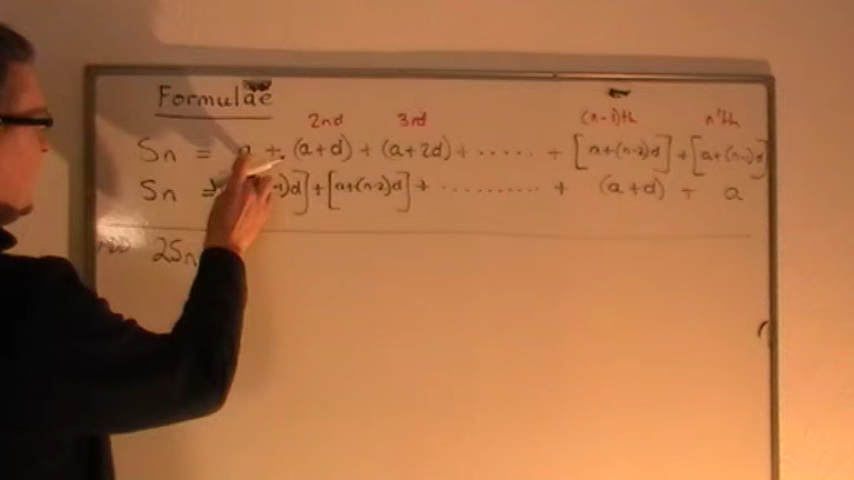 Formulae
2nd 3rd (n-1)th n'th
Sn = a + (a+d) + (a+2d) + ...... + [a+(n-2)d] + [a+(n-1)d]
Sn = -1)d] + [a+(n-2)d] + .......... + (a+d) + a
2Sn